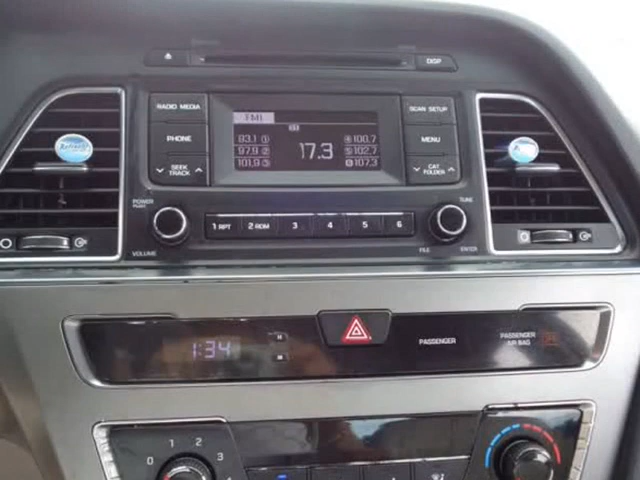 DISP
RADIO MEDIA
FM1
SCAN SETUP
93.1 1
4 100.7
PHONE
97.9 2
17.3
5 102.7
MENU
101.9 3
6 107.3
SEEK
TRACK
CAT
FOLDER
POWER
PUSH
TUNE
1 RPT
2 RDM
3
4
5
6
VOLUME
FILE
ENTER
1:34
H
M
PASSENGER
PASSENGER
AIR BAG
0
1
2
3